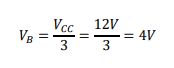 V_B = V_CC/3 = 12V/3 = 4V